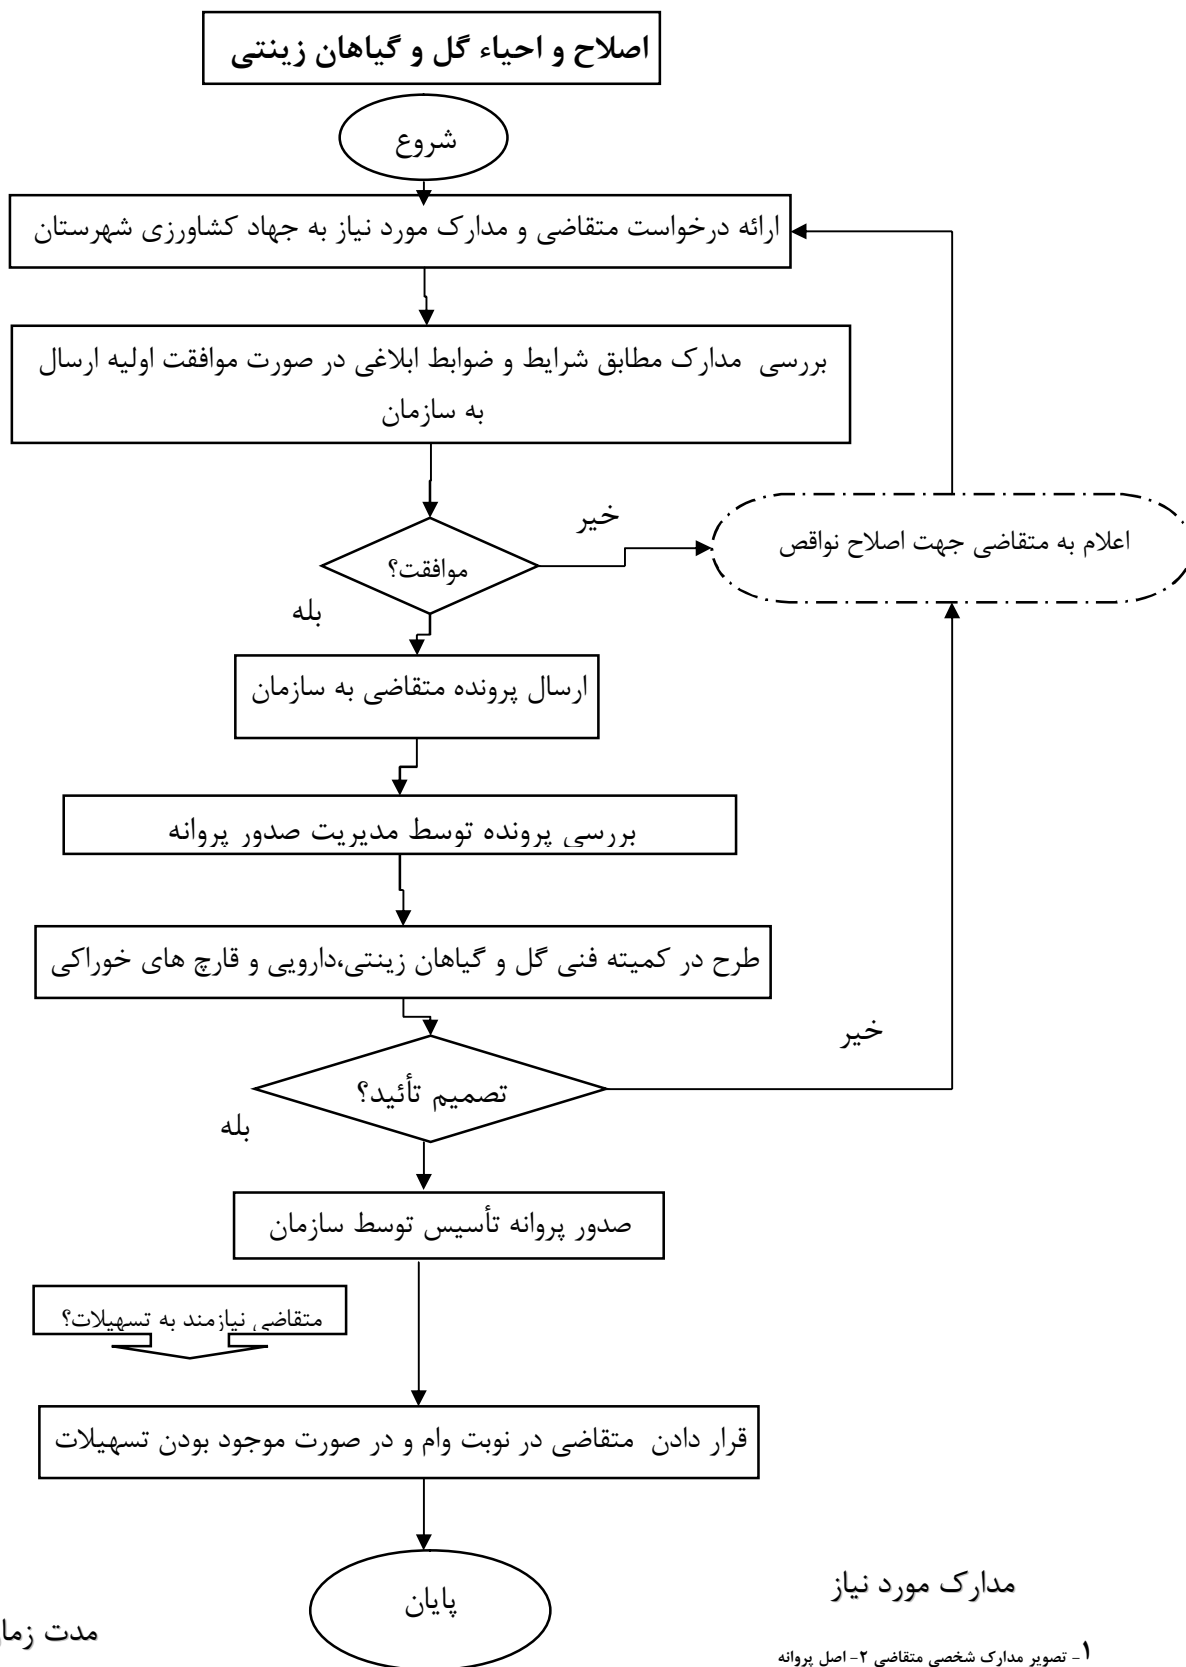 اصلاح و احیاء گل و گیاهان زینتی
شروع
ارائه درخواست متقاضی و مدارک مورد نیاز به جهاد کشاورزی شهرستان
بررسی مدارک مطابق شرایط و ضوابط ابلاغی در صورت موافقت اولیه ارسال
به سازمان
خیر
اعلام به متقاضی جهت اصلاح نواقص
موافقت؟
بله
ارسال پرونده متقاضی به سازمان
بررسی پرونده توسط مدیریت صدور پروانه
طرح در کمیته فنی گل و گیاهان زینتی،دارویی و قارچ های خوراکی
خیر
تصمیم تأئید؟
بله
صدور پروانه تأسیس توسط سازمان
متقاضی نیازمند به تسهیلات؟
قرار دادن متقاضی در نوبت وام و در صورت موجود بودن تسهیلات
پایان
مدارک مورد نیاز
مدت
۱- تصویر مدارک شخصی متقاضی ۲- اصل پروانه